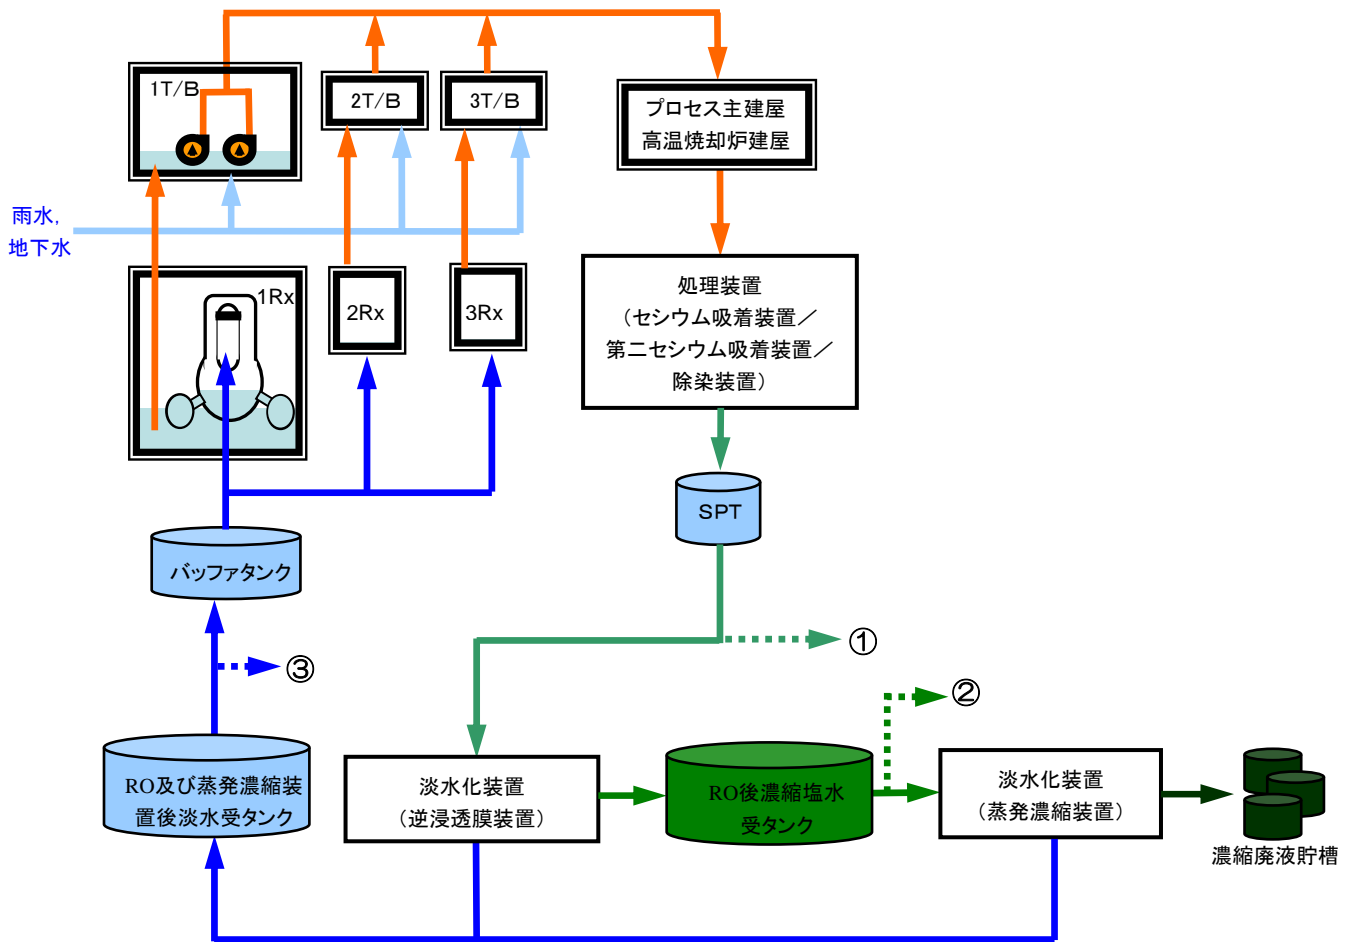 1T/B
2T/B
3T/B
プロセス主建屋
高温焼却炉建屋
雨水,
地下水
1Rx
2Rx
3Rx
処理装置
（セシウム吸着装置／
第二セシウム吸着装置／
除染装置）
SPT
バッファタンク
①
③
②
RO及び蒸発濃縮装
置後淡水受タンク
淡水化装置
（逆浸透膜装置）
RO後濃縮塩水
受タンク
淡水化装置
（蒸発濃縮装置）
濃縮廃液貯槽